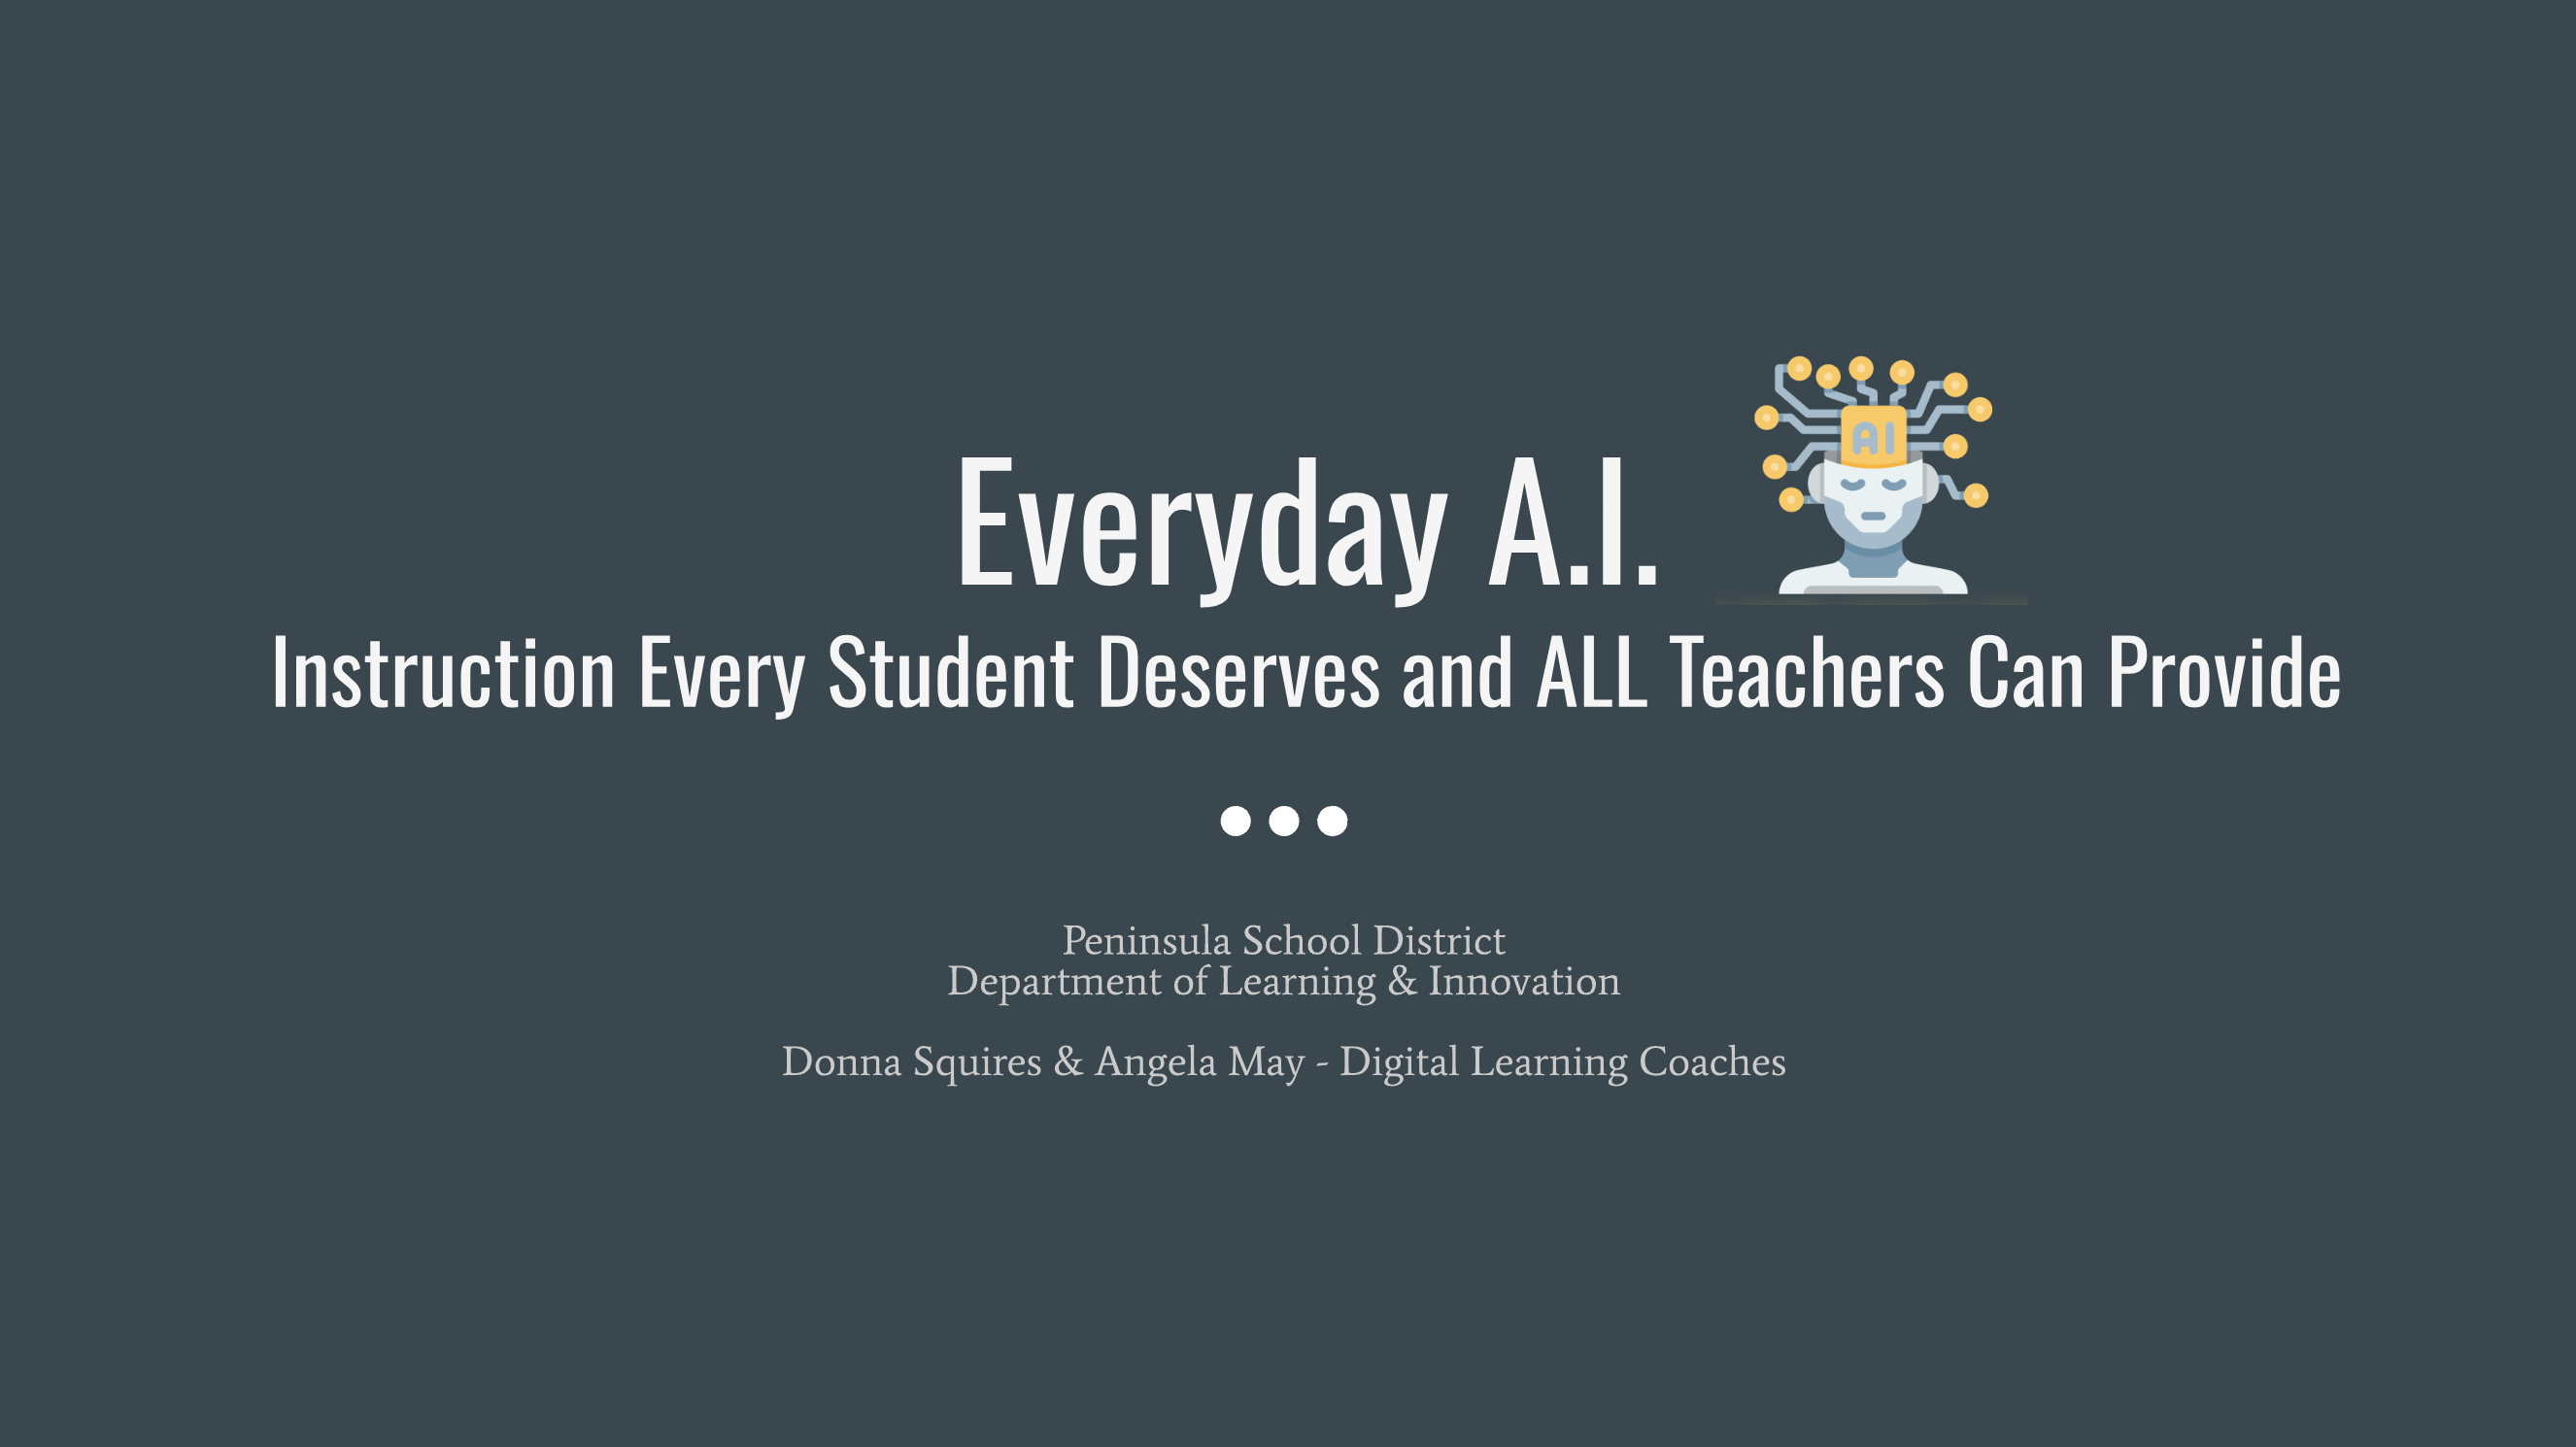 AI
Everyday A.I.
Instruction Every Student Deserves and ALL Teachers Can Provide
Peninsula School District
Department of Learning & Innovation
Donna Squires & Angela May - Digital Learning Coaches